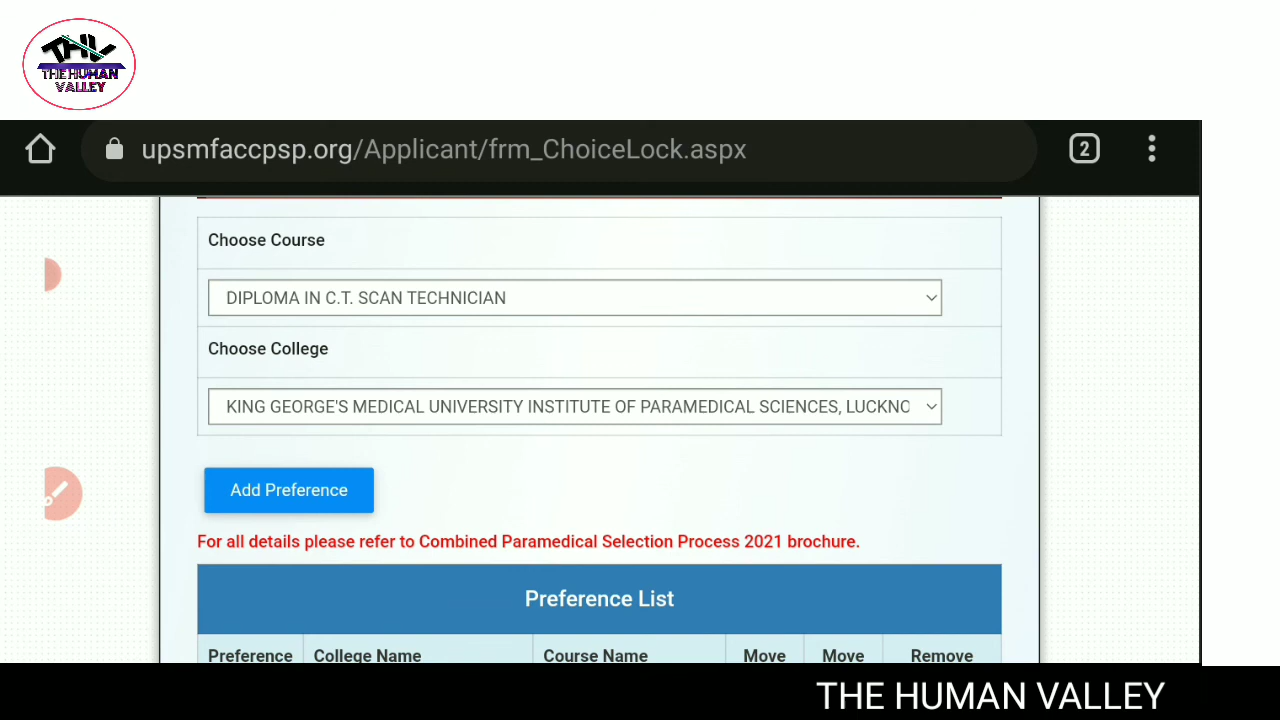 THV
THE HUMAN
VALLEY
upsmfaccpsp.org/Applicant/frm_ChoiceLock.aspx
2
Choose Course
DIPLOMA IN C.T. SCAN TECHNICIAN
Choose College
KING GEORGE'S MEDICAL UNIVERSITY INSTITUTE OF PARAMEDICAL SCIENCES, LUCKNO
Add Preference
For all details please refer to Combined Paramedical Selection Process 2021 brochure.
Preference List
Preference College Name Course Name Move Move Remove
THE HUMAN VALLEY